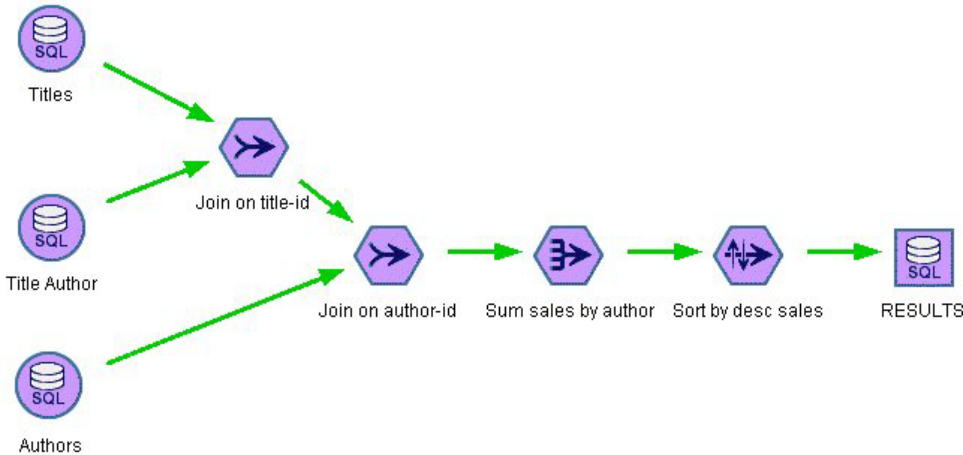 SQL
Titles
Join on title-id
SQL
Title Author
Join on author-id
Sum sales by author
Sort by desc sales
SQL
RESULTS
SQL
Authors